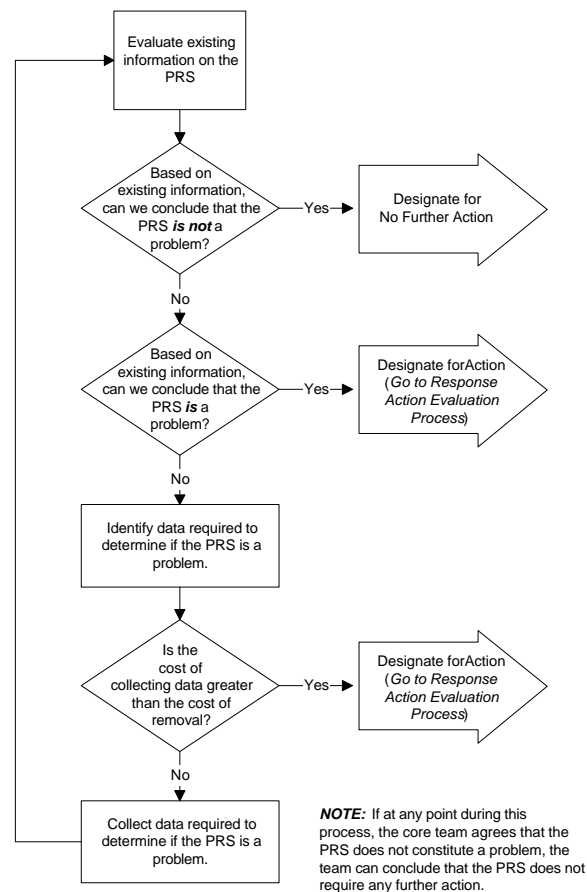 Evaluate existing
information on the
PRS
Based on
existing information,
can we conclude that the
PRS is not a
problem?
Yes
Designate for
No Further Action
No
Based on
existing information,
can we conclude that the
PRS is a
problem?
Yes
Designate forAction
(Go to Response
Action Evaluation
Process)
No
Identify data required to
determine if the PRS is a
problem.
Is the
cost of
collecting data greater
than the cost of
removal?
Yes
Designate forAction
(Go to Response
Action Evaluation
Process)
No
Collect data required to
determine if the PRS is a
problem.
NOTE: If at any point during this
process, the core team agrees that the
PRS does not constitute a problem, the
team can conclude that the PRS does not
require any further action.